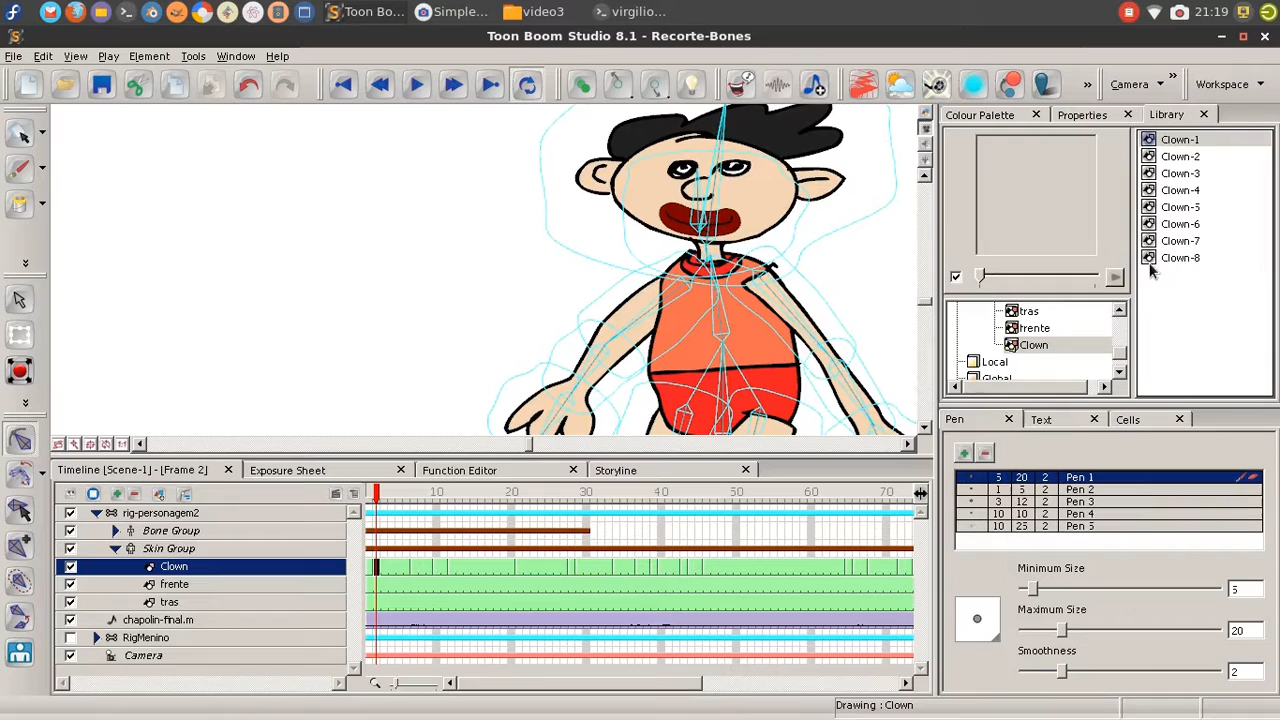 Toon Bo...
Simple...
video3
virgilio...
21:19
Toon Boom Studio 8.1 - Recorte-Bones
File Edit View Play Element Tools Window Help
Camera
Workspace
Colour Palette
Properties
Library
Clown-1
Clown-2
Clown-3
Clown-4
Clown-5
Clown-6
Clown-7
Clown-8
tras
frente
Clown
Local
Global
Pen
Text
Cells
5 20 2 Pen 1
1 5 2 Pen 2
3 12 2 Pen 3
10 10 2 Pen 4
10 25 2 Pen 5
Minimum Size
5
Maximum Size
20
Smoothness
2
Timeline [Scene-1] - [Frame 2]
Exposure Sheet
Function Editor
Storyline
10 20 30 40 50 60 70
rig-personagem2
Bone Group
Skin Group
Clown
frente
tras
chapolin-final.m
RigMenino
Camera
Drawing : Clown